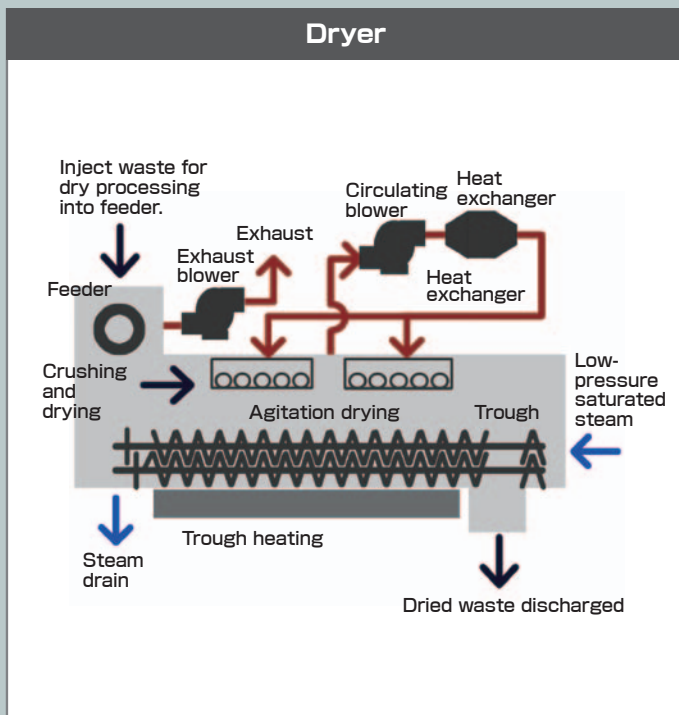 Dryer
Inject waste for
dry processing
into feeder.
Circulating
blower
Heat
exchanger
Exhaust
Exhaust
blower
Heat
exchanger
Feeder
Crushing
and
drying
Agitation drying
Trough
Low-
pressure
saturated
steam
Trough heating
Steam
drain
Dried waste discharged